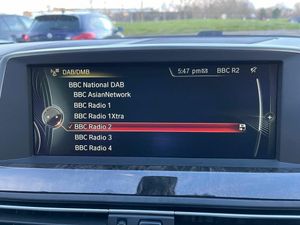 DAB/DMB 5:47 pm BBC R2
BBC National DAB
BBC AsianNetwork
BBC Radio 1
BBC Radio 1Xtra
BBC Radio 2
BBC Radio 3
BBC Radio 4